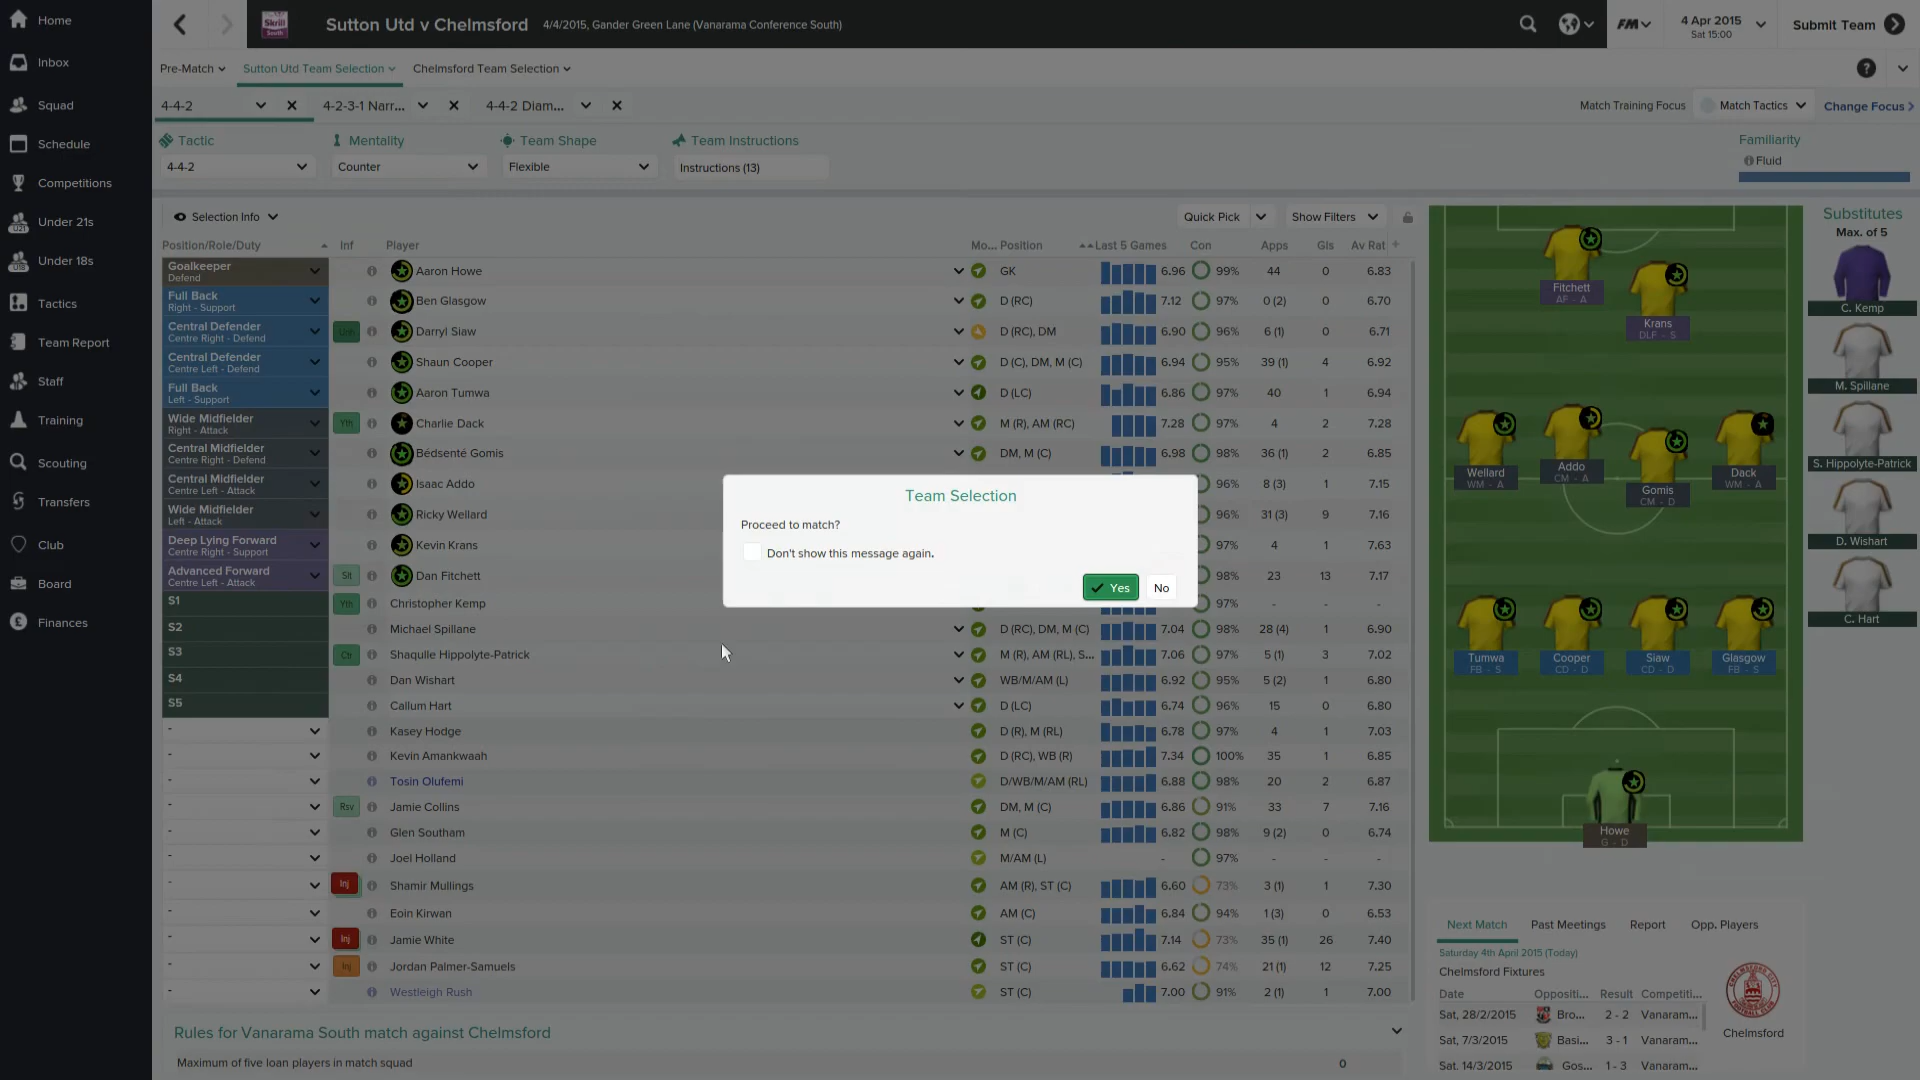 Home
Inbox
Squad
Schedule
Competitions
Under 21s
Under 18s
Tactics
Team Report
Staff
Training
Scouting
Transfers
Club
Board
Finances
Sutton Utd v Chelmsford
4/4/2015, Gander Green Lane (Vanarama Conference South)
FM
4 Apr 2015
Sat 15:00
Submit Team
Pre-Match
Sutton Utd Team Selection
Chelmsford Team Selection
4-4-2
4-2-3-1 Narr...
4-4-2 Diam...
Match Training Focus
Match Tactics
Change Focus
Tactic
Mentality
Team Shape
Team Instructions
4-4-2
Counter
Flexible
Instructions (13)
Familiarity
Fluid
Selection Info
Quick Pick
Show Filters
Position/Role/Duty Inf Player Mo... Position Last 5 Games Con Apps Gls Av Rat
Goalkeeper
Defend
Aaron Howe GK 6.96 99% 44 0 6.83
Full Back
Right - Support
Ben Glasgow D (RC) 7.12 97% 0 (2) 0 6.70
Central Defender
Centre Right - Defend
Darryl Siaw D (RC), DM 6.90 96% 6 (1) 0 6.71
Central Defender
Centre Left - Defend
Shaun Cooper D (C), DM, M (C) 6.94 95% 39 (1) 4 6.92
Full Back
Left - Support
Aaron Tumwa D (LC) 6.86 97% 40 1 6.94
Wide Midfielder
Right - Attack
Yth Charlie Dack M (R), AM (RC) 7.28 97% 4 2 7.28
Central Midfielder
Centre Right - Defend
Bédsenté Gomis DM, M (C) 6.98 98% 36 (1) 2 6.85
Central Midfielder
Centre Left - Attack
Isaac Addo 96% 8 (3) 1 7.15
Wide Midfielder
Left - Attack
Ricky Wellard 96% 31 (3) 9 7.16
Deep Lying Forward
Centre Right - Support
Kevin Krans 97% 4 1 7.63
Advanced Forward
Centre Left - Attack
Slt Dan Fitchett 98% 23 13 7.17
S1 Yth Christopher Kemp 97% - - -
S2 Michael Spillane D (RC), DM, M (C) 7.04 98% 28 (4) 1 6.90
S3 Ctr Shaqulle Hippolyte-Patrick M (R), AM (RL), S... 7.06 97% 5 (1) 3 7.02
S4 Dan Wishart WB/M/AM (L) 6.92 95% 5 (2) 1 6.80
S5 Callum Hart D (LC) 6.74 96% 15 0 6.80
- Kasey Hodge D (R), M (RL) 6.78 97% 4 1 7.03
- Kevin Amankwaah D (RC), WB (R) 7.34 100% 35 1 6.85
- Tosin Olufemi D/WB/M/AM (RL) 6.88 98% 20 2 6.87
- Rsv Jamie Collins DM, M (C) 6.86 91% 33 7 7.16
- Glen Southam M (C) 6.82 98% 9 (2) 0 6.74
- Joel Holland M/AM (L) - 97% - - -
- Inj Shamir Mullings AM (R), ST (C) 6.60 73% 3 (1) 1 7.30
- Eoin Kirwan AM (C) 6.84 94% 1 (3) 0 6.53
- Inj Jamie White ST (C) 7.14 73% 35 (1) 26 7.40
- Inj Jordan Palmer-Samuels ST (C) 6.62 74% 21 (1) 12 7.25
- Westleigh Rush ST (C) 7.00 91% 2 (1) 1 7.00
Rules for Vanarama South match against Chelmsford
Maximum of five loan players in match squad 0
Team Selection
Proceed to match?
Don't show this message again.
Yes
No
Fitchett
AF - A
Krans
DLF - S
Wellard
WM - A
Addo
CM - A
Gomis
CM - D
Dack
WM - A
Tumwa
FB - S
Cooper
CD - D
Siaw
CD - D
Glasgow
FB - S
Howe
G - D
Substitutes
Max. of 5
C. Kemp
M. Spillane
S. Hippolyte-Patrick
D. Wishart
C. Hart
Next Match
Past Meetings
Report
Opp. Players
Saturday 4th April 2015 (Today)
Chelmsford Fixtures
Date Oppositi... Result Competiti...
Sat, 28/2/2015 Bro... 2 - 2 Vanaram...
Sat, 7/3/2015 Basi... 3 - 1 Vanaram...
Sat, 14/3/2015 Gos... 1 - 3 Vanaram...
Chelmsford